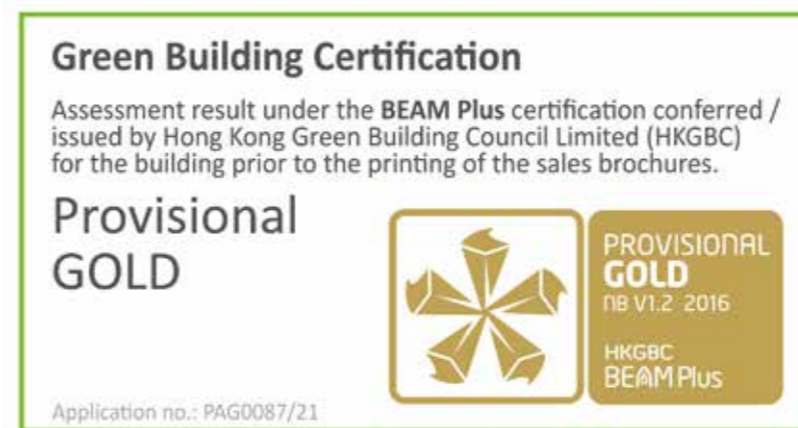 Green Building Certification
Assessment result under the BEAM Plus certification conferred /
issued by Hong Kong Green Building Council Limited (HKGBC)
for the building prior to the printing of the sales brochures.
Provisional
GOLD
PROVISIONAL
GOLD
NB V1.2 2016
HKGBC
BEAM Plus
Application no.: PAG0087/21